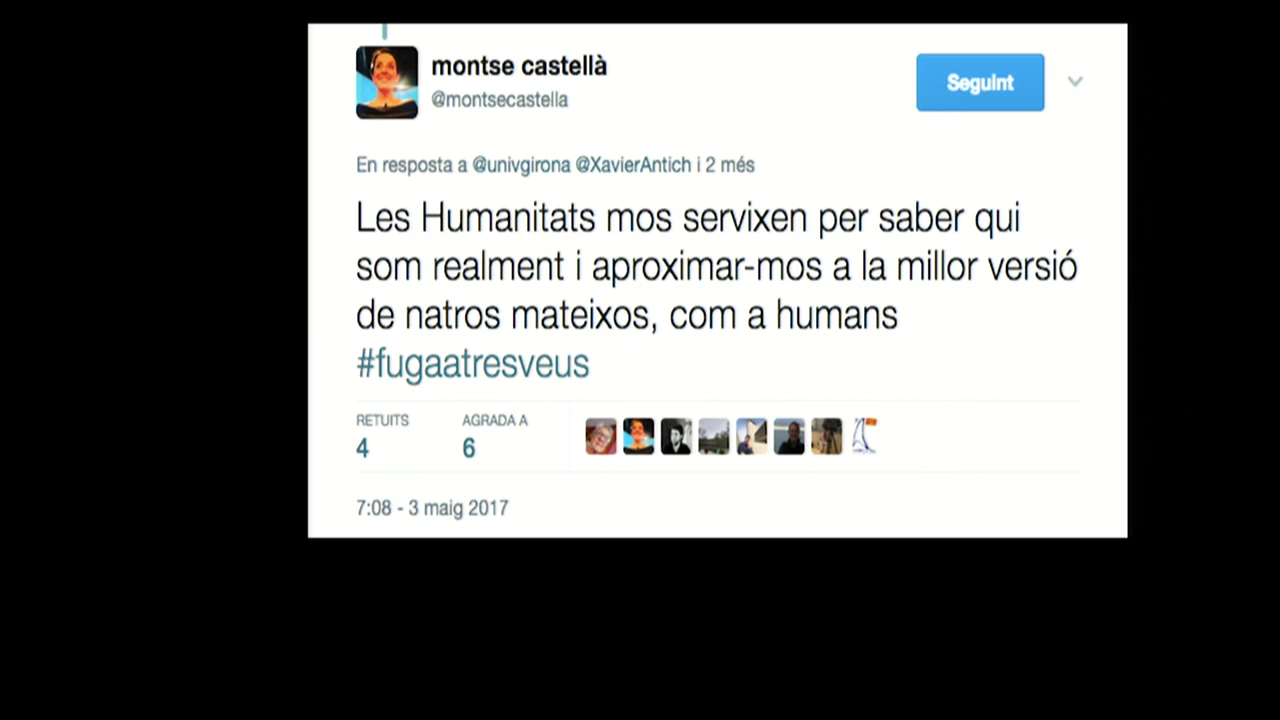 montse castellà
@montsecastella
Seguint
En resposta a @univgirona @XavierAntich i 2 més
Les Humanitats mos servixen per saber qui
som realment i aproximar-mos a la millor versió
de natros mateixos, com a humans
#fugaatresveus
RETUITS
4
AGRADA A
6
7:08 - 3 maig 2017